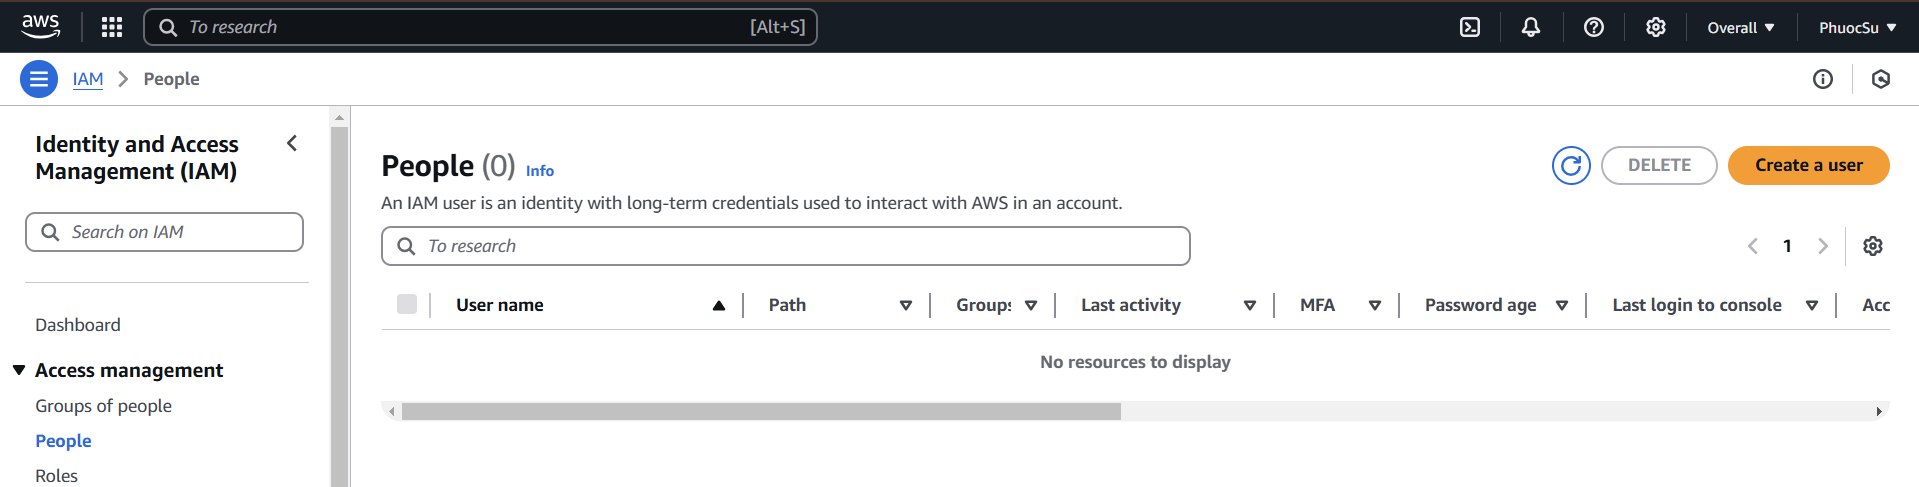 aws
To research [Alt+S]
Overall PhuocSu
IAM People
Identity and Access
Management (IAM)
Search on IAM
Dashboard
Access management
Groups of people
People
Roles
People (0) Info
DELETE
Create a user
An IAM user is an identity with long-term credentials used to interact with AWS in an account.
To research
1
User name Path Groups Last activity MFA Password age Last login to console Acc
No resources to display